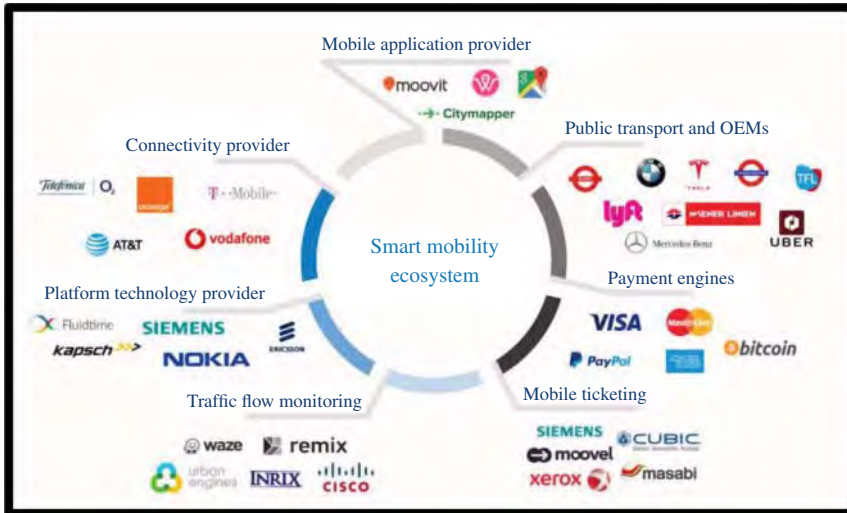 Mobile application provider
moovit
Citymapper
Connectivity provider
Telefónica O₂
orange
T··Mobile·
AT&T
vodafone
Public transport and OEMs
TESLA
TFL
lyft
WIENER LINIEN
UBER
Mercedes-Benz
Smart mobility
ecosystem
Platform technology provider
Fluidtime
SIEMENS
kapsch >>>
NOKIA
ERICSSON
Payment engines
VISA
MasterCard
PayPal
bitcoin
Traffic flow monitoring
waze
remix
urban
engines
INRIX
CISCO
Mobile ticketing
SIEMENS
CUBIC
moovel
xerox
masabi